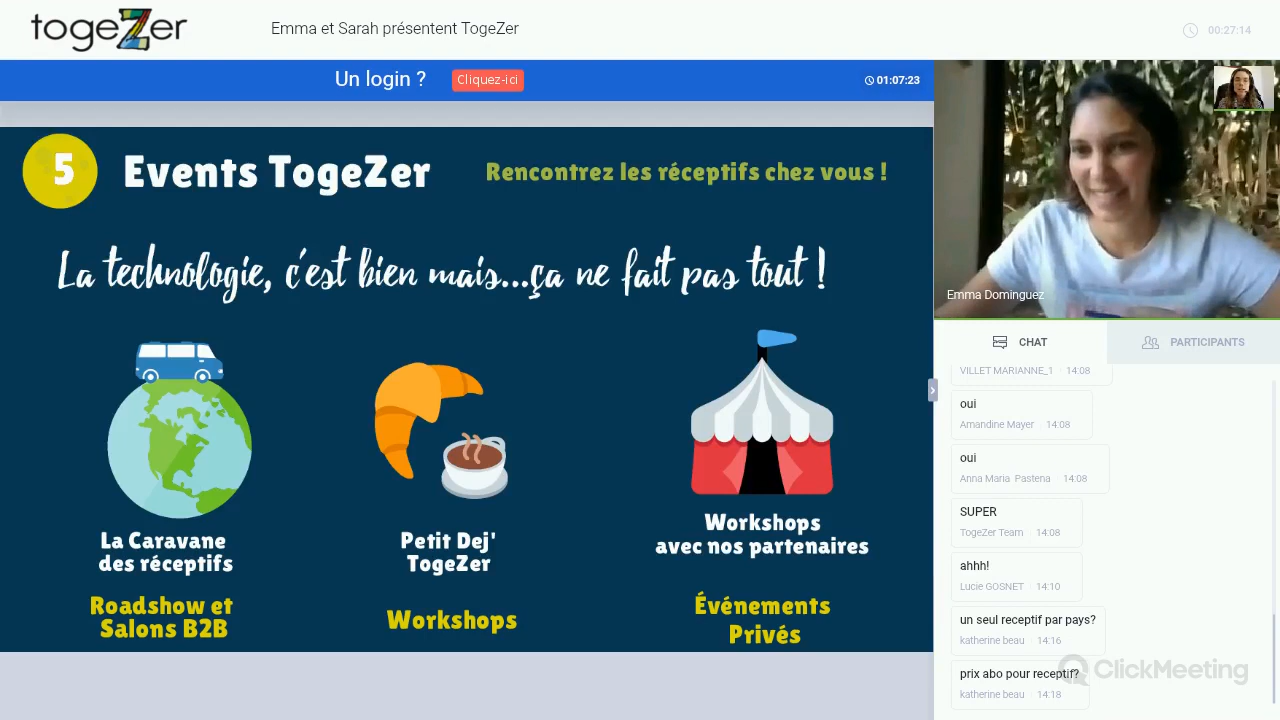 togeZer
Emma et Sarah présentent TogeZer
00:27:14
Un login ?
Cliquez-ici
01:07:23
5
Events TogeZer
Rencontrez les réceptifs chez vous !
La technologie, c'est bien mais...ça ne fait pas tout !
La Caravane
des réceptifs
Roadshow et
Salons B2B
Petit Dej'
TogeZer
Workshops
Workshops
avec nos partenaires
Événements
Privés
Emma Dominguez
CHAT
PARTICIPANTS
VILLET MARIANNE_1 14:08
oui
Amandine Mayer 14:08
oui
Anna Maria Pastena 14:08
SUPER
TogeZer Team 14:08
ahhh!
Lucie GOSNET 14:10
un seul receptif par pays?
katherine beau 14:16
prix abo pour receptif?
katherine beau 14:18
ClickMeeting